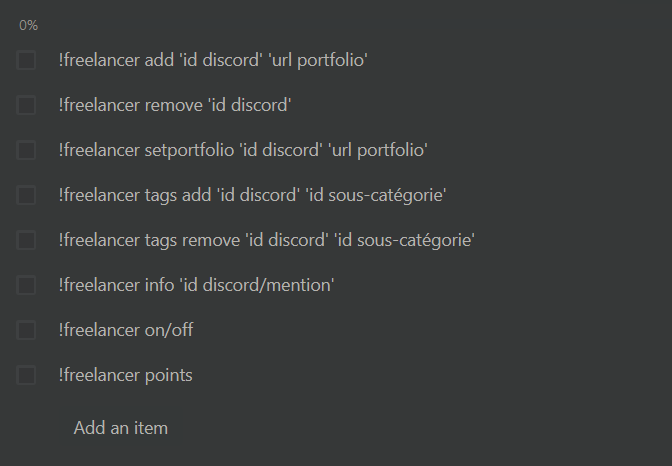 0%
!freelancer add 'id discord' 'url portfolio'
!freelancer remove 'id discord'
!freelancer setportfolio 'id discord' 'url portfolio'
!freelancer tags add 'id discord' 'id sous-catégorie'
!freelancer tags remove 'id discord' 'id sous-catégorie'
!freelancer info 'id discord/mention'
!freelancer on/off
!freelancer points
Add an item